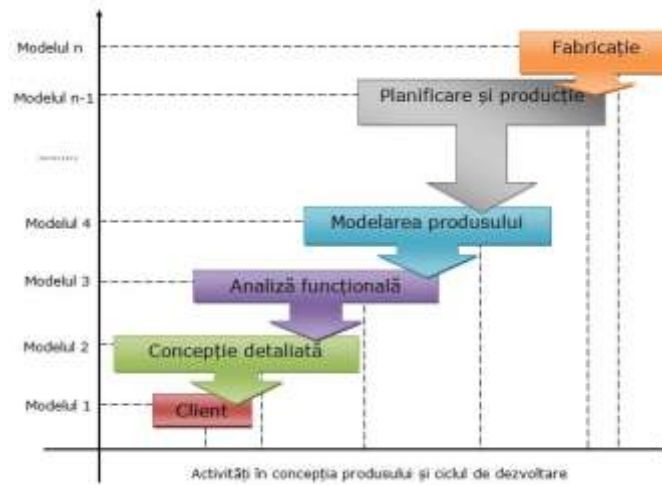 Modelul n
Fabricație
Modelul n-1
Planificare și producție
Modelul 4
Modelarea produsului
Modelul 3
Analiză funcțională
Modelul 2
Concepție detaliată
Modelul 1
Client
Activități în concepția produsului și ciclul de dezvoltare